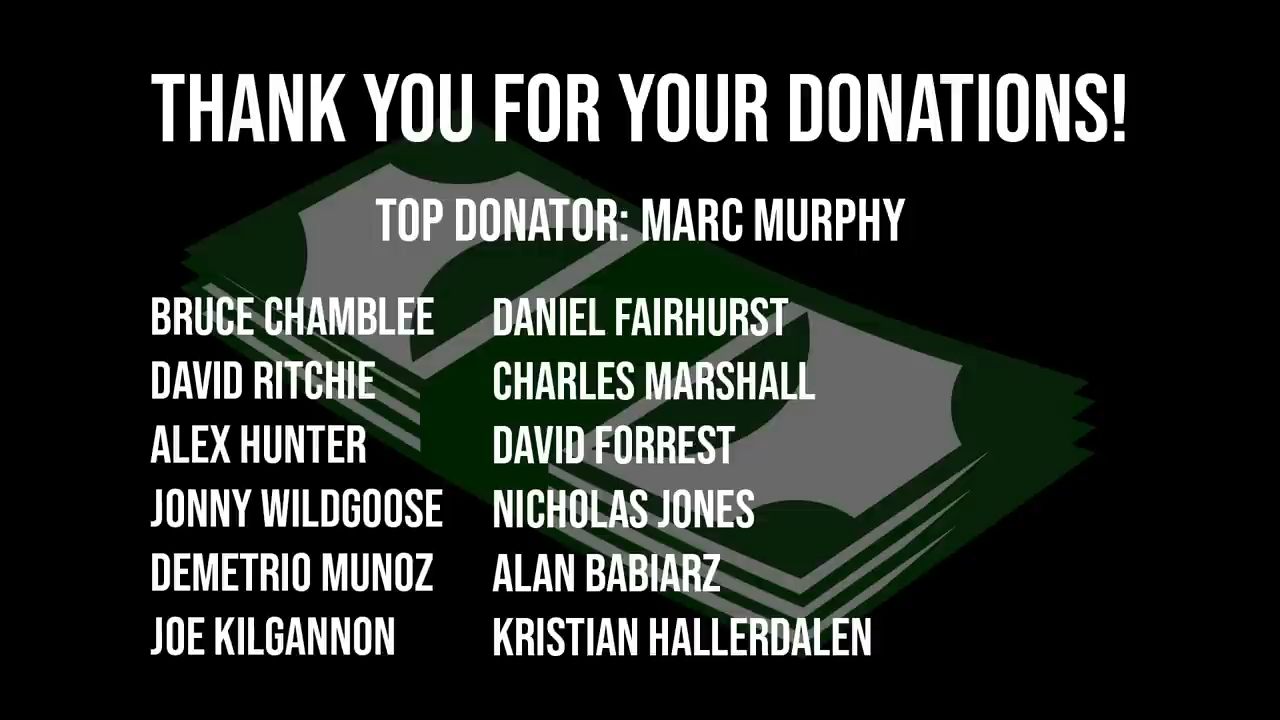 THANK YOU FOR YOUR DONATIONS!
TOP DONATOR: MARC MURPHY
BRUCE CHAMBLEE
DAVID RITCHIE
ALEX HUNTER
JONNY WILDGOOSE
DEMETRIO MUNOZ
JOE KILGANNON
DANIEL FAIRHURST
CHARLES MARSHALL
DAVID FORREST
NICHOLAS JONES
ALAN BABIARZ
KRISTIAN HALLERDALEN